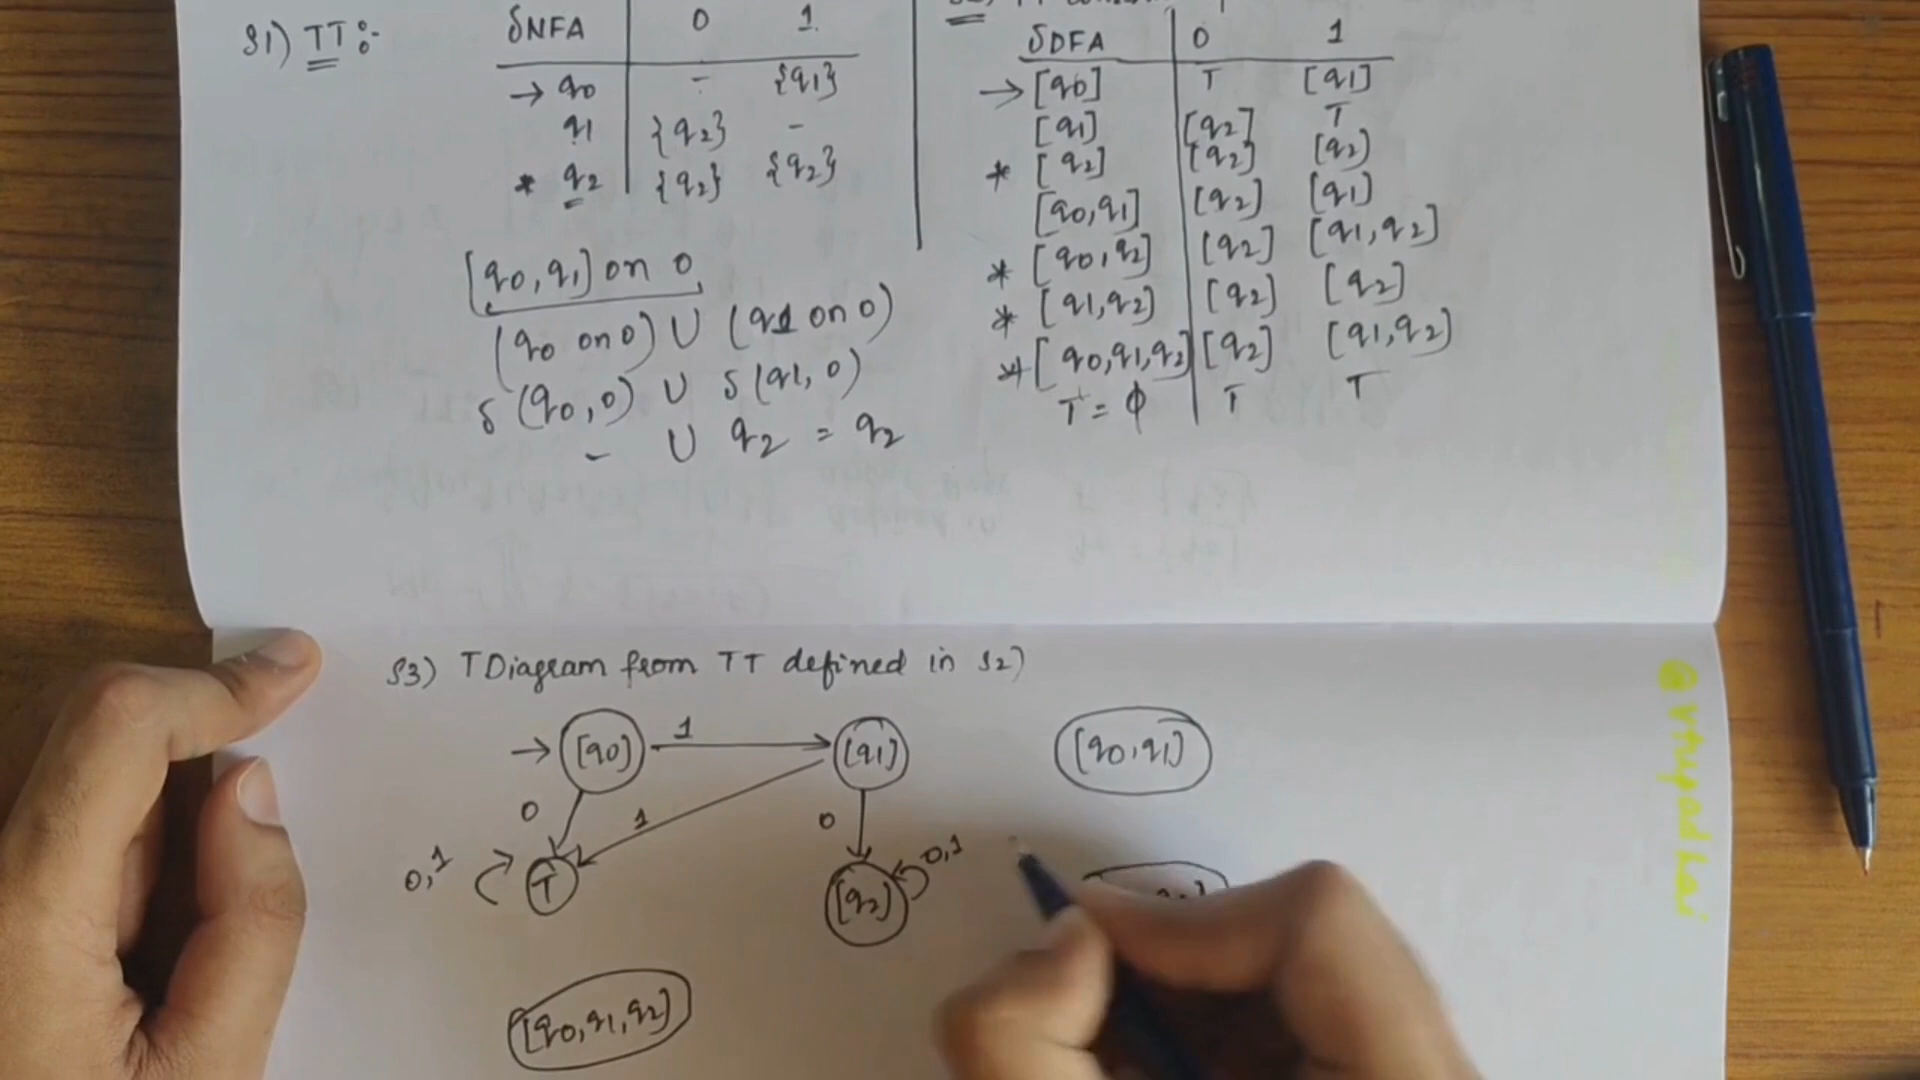 S1) TT :-
δNFA 0 1
→ q0 - {q1}
q1 {q2} -
* q2 {q2} {q2}
[q0,q1] on 0
(q0 on 0) U (q1 on 0)
δ(q0,0) U δ(q1,0)
- U q2 = q2
δDFA 0 1
→ [q0] T [q1]
[q1] [q2] T
* [q2] [q2] [q2]
[q0,q1] [q2] [q1]
* [q0,q2] [q2] [q1,q2]
* [q1,q2] [q2] [q2]
* [q0,q1,q2] [q2] [q1,q2]
T = ϕ T T
S3) TDiagram from TT defined in S2)
→ [q0] 1 [q1] [q0,q1]
0 1 0
0,1 T [q2] 0,1
[q0,q1,q2]
@vtupadhai